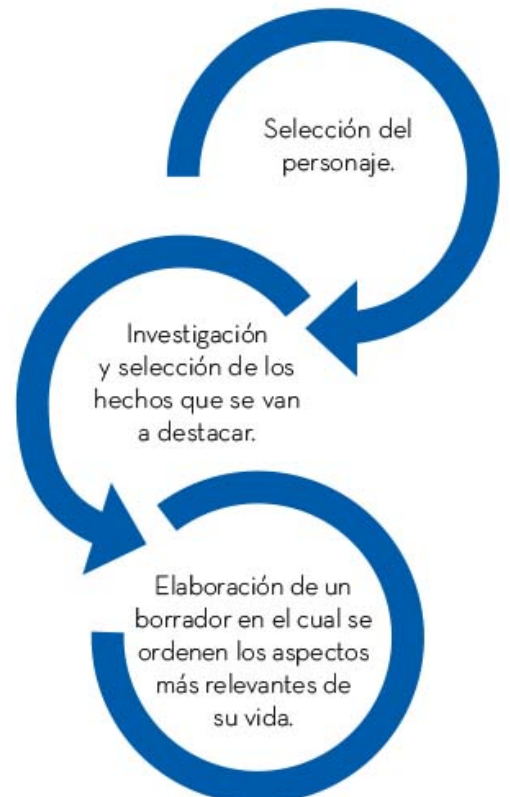 Selección del
personaje.
Investigación
y selección de los
hechos que se van
a destacar.
Elaboración de un
borrador en el cual se
ordenen los aspectos
más relevantes de
su vida.